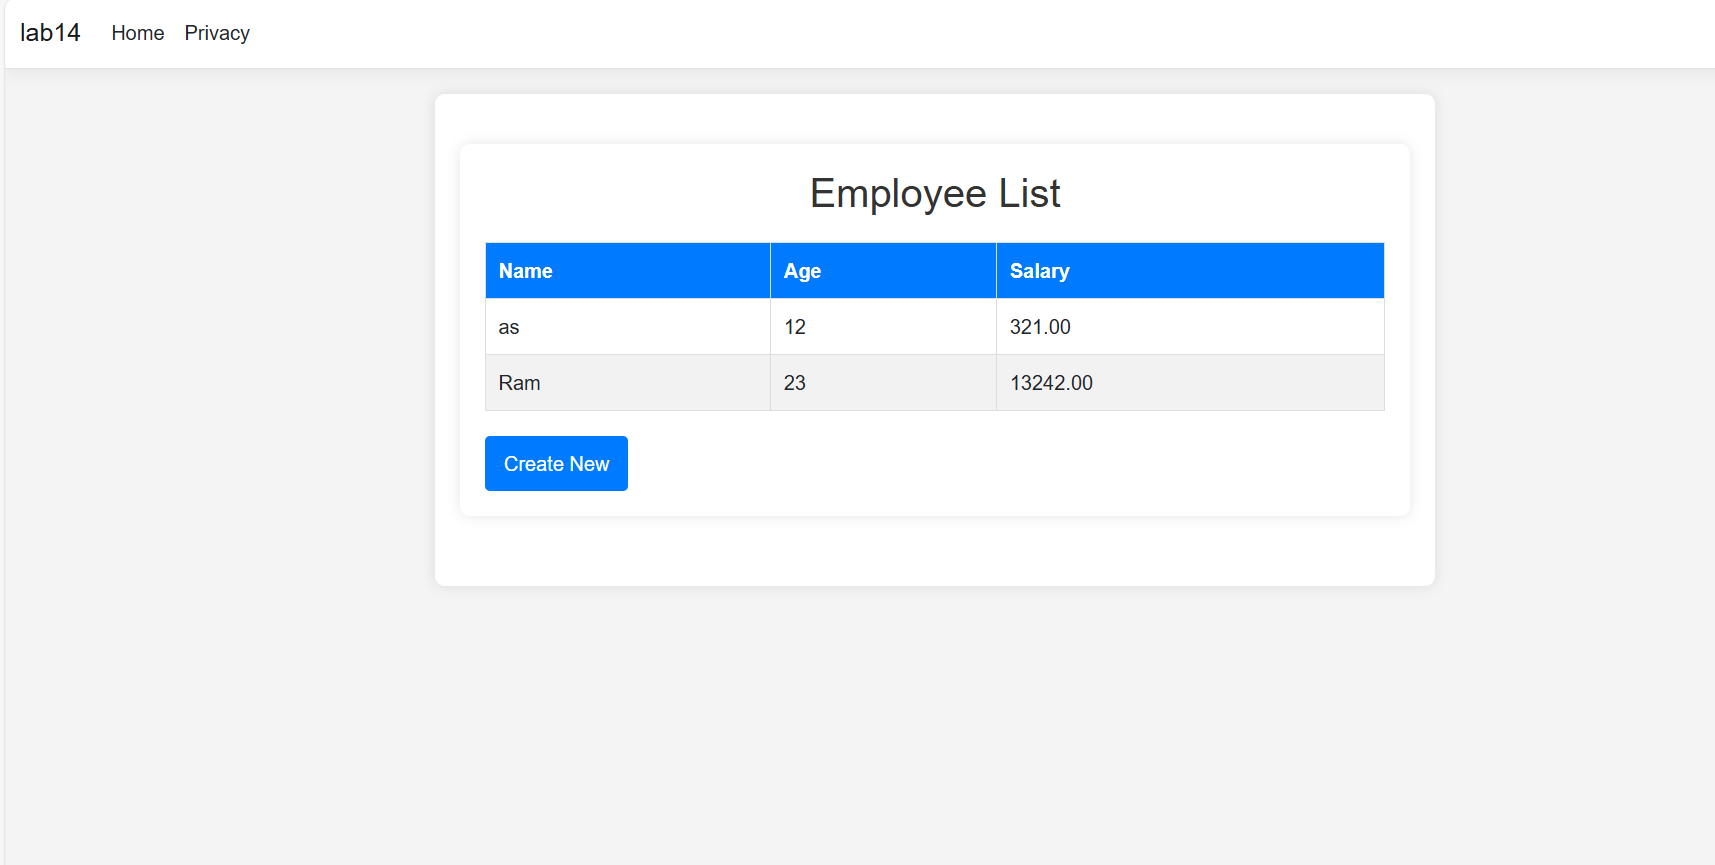 lab14 Home Privacy
Employee List
Name Age Salary
as 12 321.00
Ram 23 13242.00
Create New